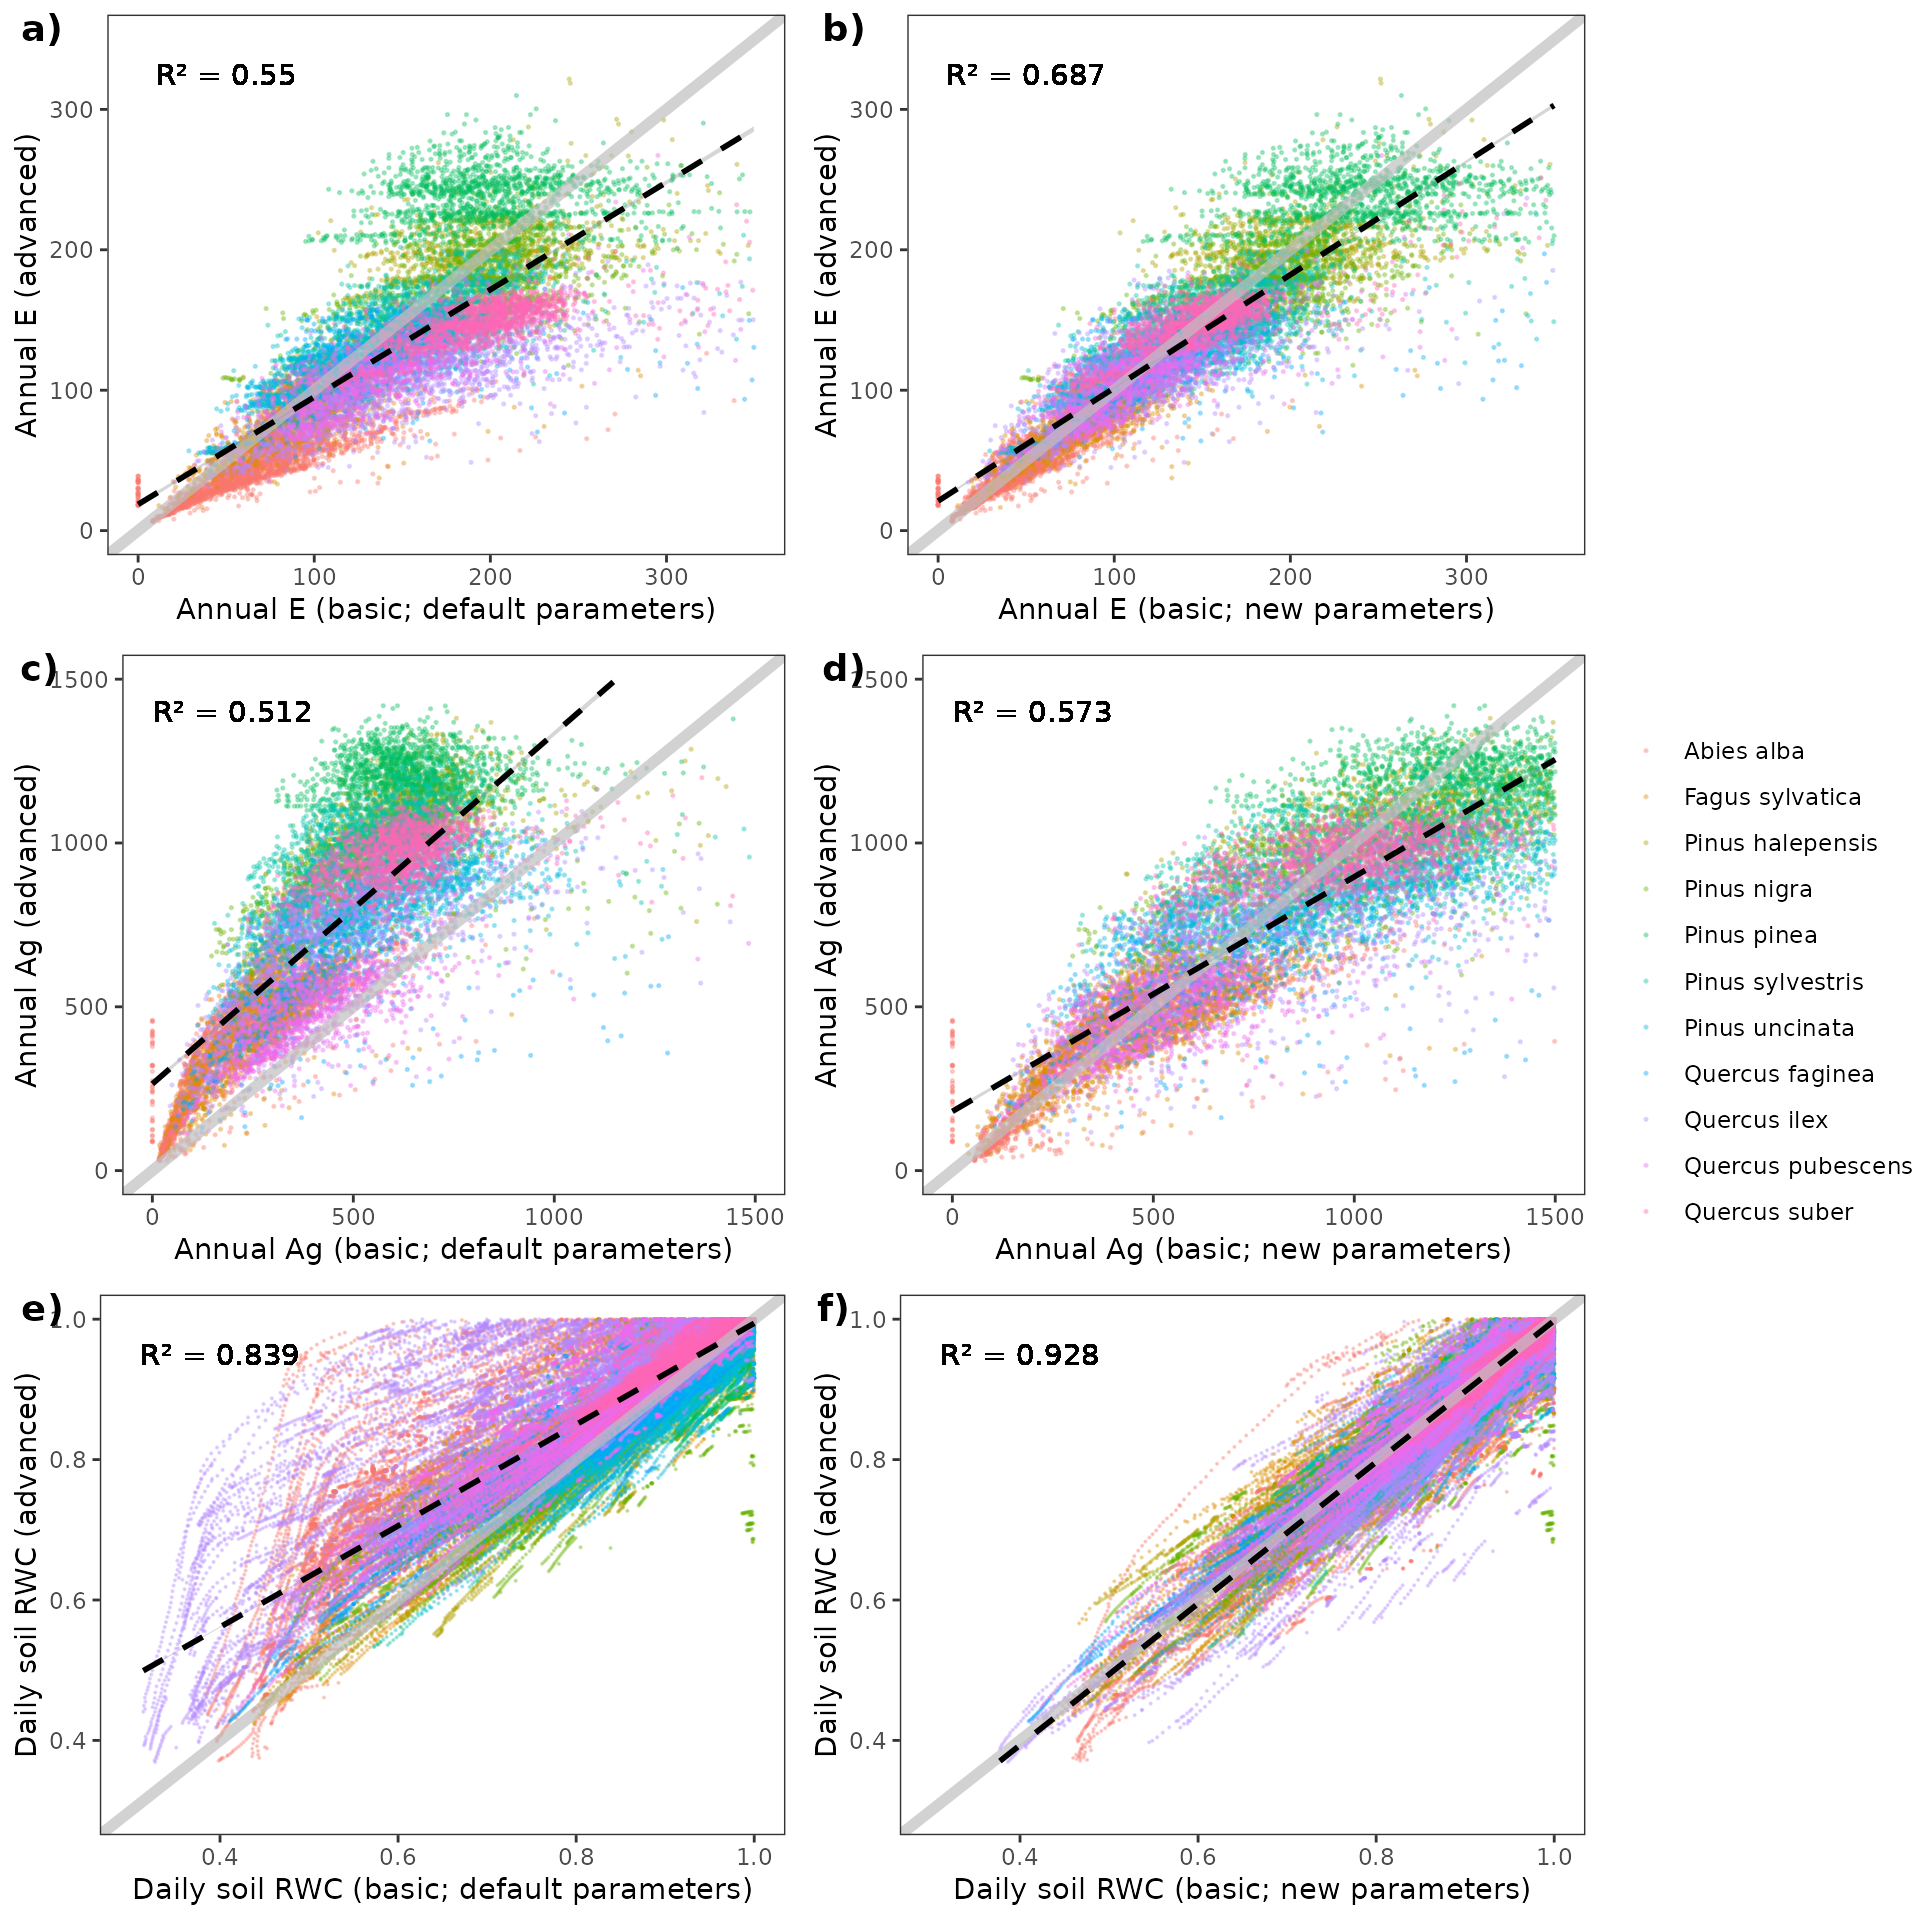 a)
R² = 0.55
300
200
100
0
Annual E (advanced)
0 100 200 300
Annual E (basic; default parameters)
b)
R² = 0.687
300
200
100
0
Annual E (advanced)
0 100 200 300
Annual E (basic; new parameters)
c)
R² = 0.512
1500
1000
500
0
Annual Ag (advanced)
0 500 1000 1500
Annual Ag (basic; default parameters)
d)
R² = 0.573
1500
1000
500
0
Annual Ag (advanced)
0 500 1000 1500
Annual Ag (basic; new parameters)
Abies alba
Fagus sylvatica
Pinus halepensis
Pinus nigra
Pinus pinea
Pinus sylvestris
Pinus uncinata
Quercus faginea
Quercus ilex
Quercus pubescens
Quercus suber
e)
R² = 0.839
1.0
0.8
0.6
0.4
Daily soil RWC (advanced)
0.4 0.6 0.8 1.0
Daily soil RWC (basic; default parameters)
f)
R² = 0.928
1.0
0.8
0.6
0.4
Daily soil RWC (advanced)
0.4 0.6 0.8 1.0
Daily soil RWC (basic; new parameters)